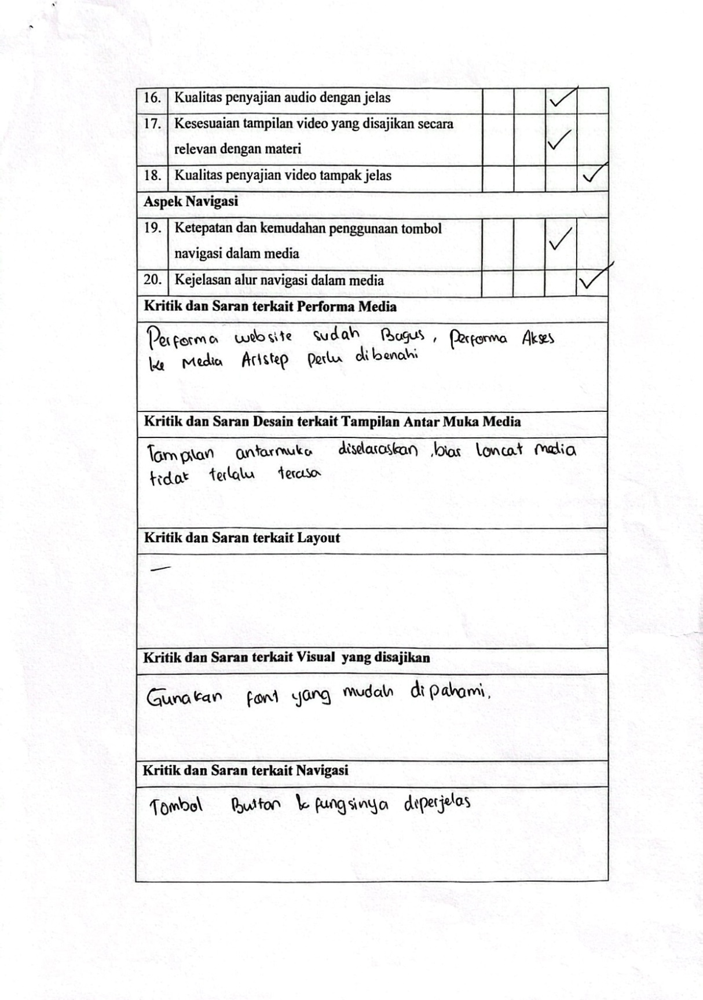 16. Kualitas penyajian audio dengan jelas ✓
17. Kesesuaian tampilan video yang disajikan secara
relevan dengan materi ✓
18. Kualitas penyajian video tampak jelas ✓
Aspek Navigasi
19. Ketepatan dan kemudahan penggunaan tombol
navigasi dalam media ✓
20. Kejelasan alur navigasi dalam media ✓
Kritik dan Saran terkait Performa Media
Performa website sudah Bagus, Performa Akses
ke Media Artstep perlu dibenahi
Kritik dan Saran Desain terkait Tampilan Antar Muka Media
Tampilan antarmuka diselaraskan, biar loncat media
tidak terlalu terasa
Kritik dan Saran terkait Layout
—
Kritik dan Saran terkait Visual yang disajikan
Gunakan font yang mudah dipahami.
Kritik dan Saran terkait Navigasi
Tombol Button & fungsinya diperjelas